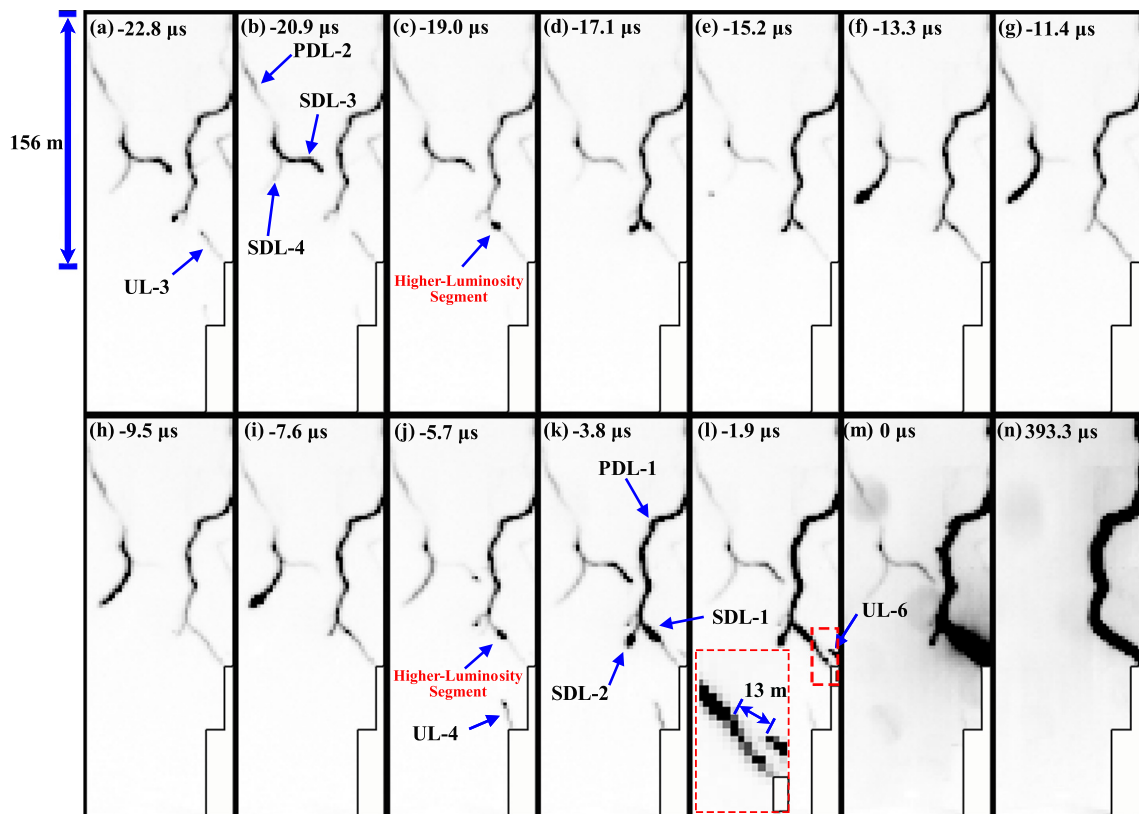 (a) -22.8 µs
(b) -20.9 µs
(c) -19.0 µs
(d) -17.1 µs
(e) -15.2 µs
(f) -13.3 µs
(g) -11.4 µs
PDL-2
SDL-3
156 m
SDL-4
UL-3
Higher-Luminosity
Segment
(h) -9.5 µs
(i) -7.6 µs
(j) -5.7 µs
(k) -3.8 µs
(l) -1.9 µs
(m) 0 µs
(n) 393.3 µs
PDL-1
SDL-1
UL-6
Higher-Luminosity
Segment
SDL-2
13 m
UL-4